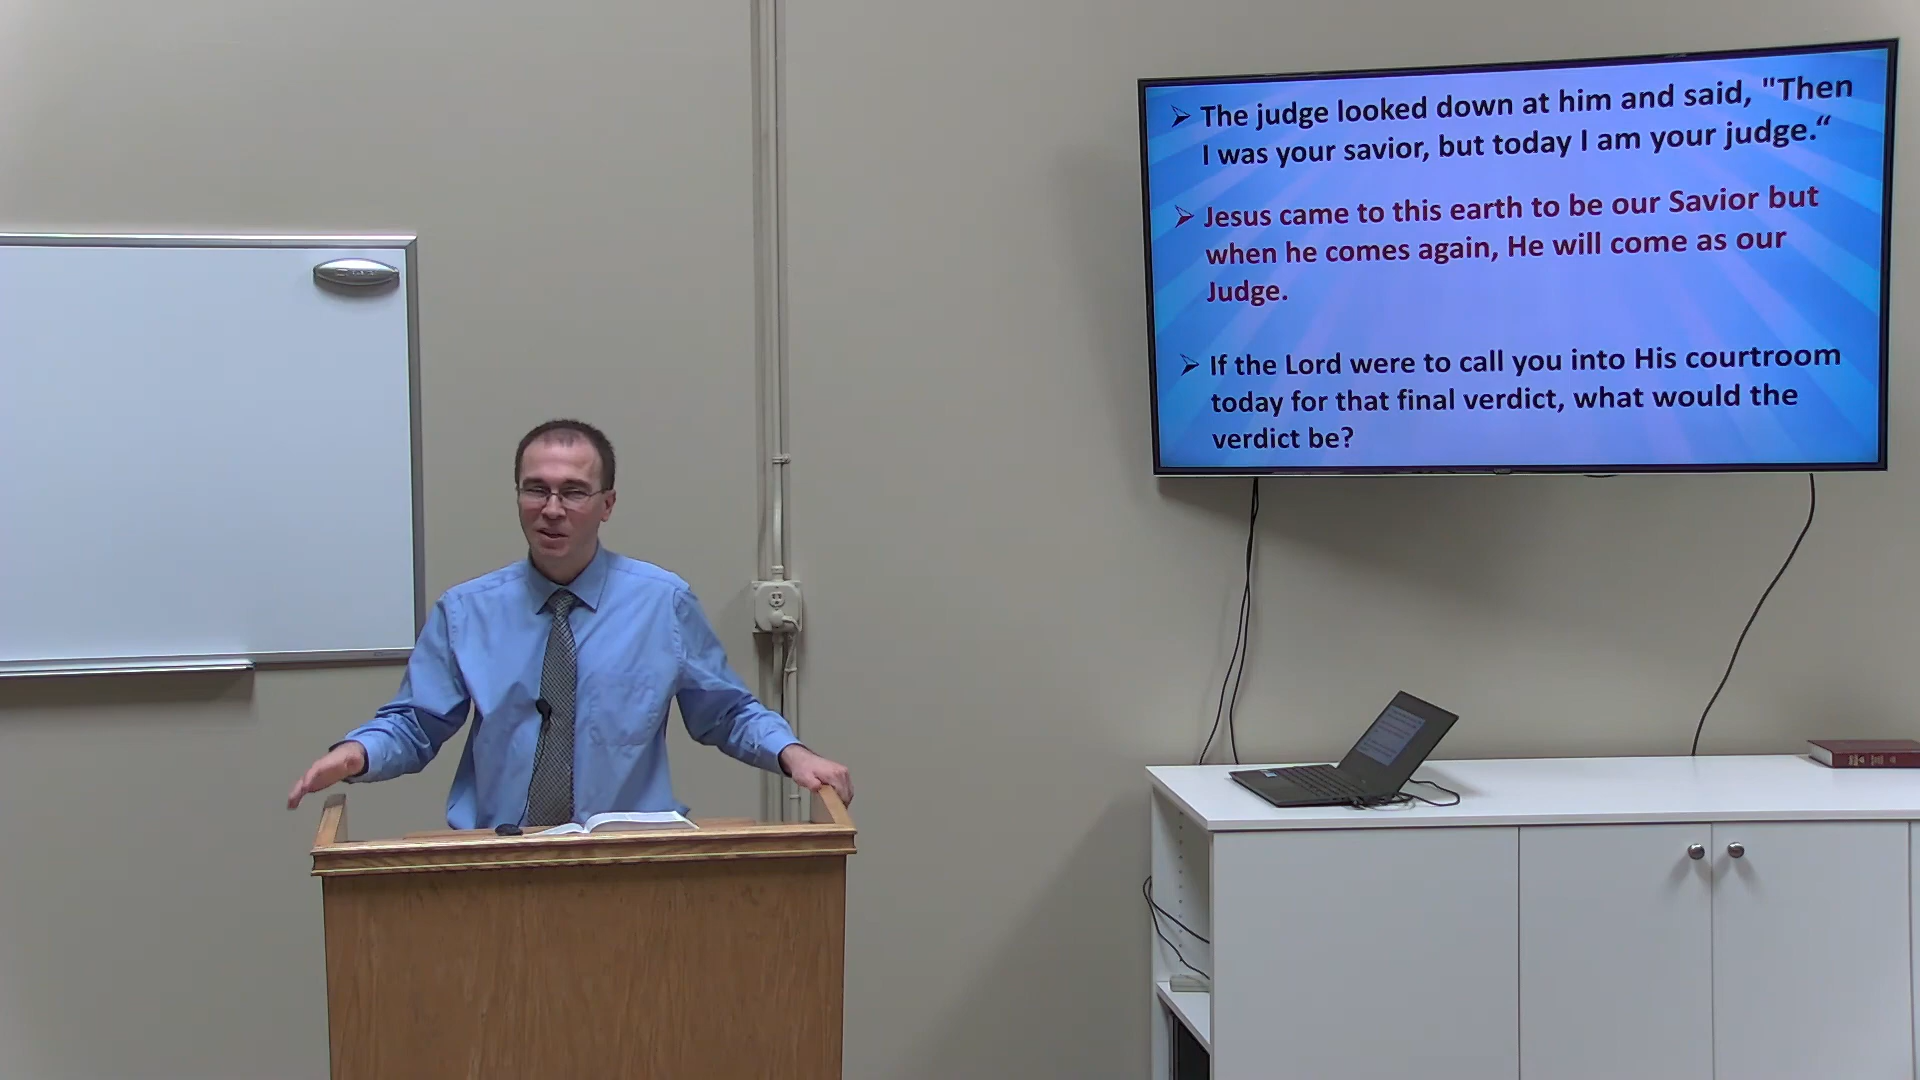 ➢ The judge looked down at him and said, "Then
I was your savior, but today I am your judge.“
➢ Jesus came to this earth to be our Savior but
when he comes again, He will come as our
Judge.
➢ If the Lord were to call you into His courtroom
today for that final verdict, what would the
verdict be?